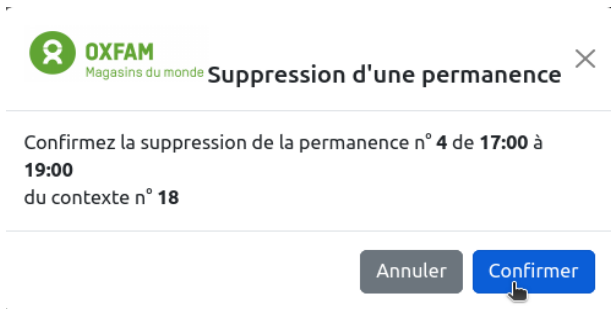 OXFAM
Magasins du monde
Suppression d'une permanence
Confirmez la suppression de la permanence n° 4 de 17:00 à
19:00
du contexte n° 18
Annuler
Confirmer